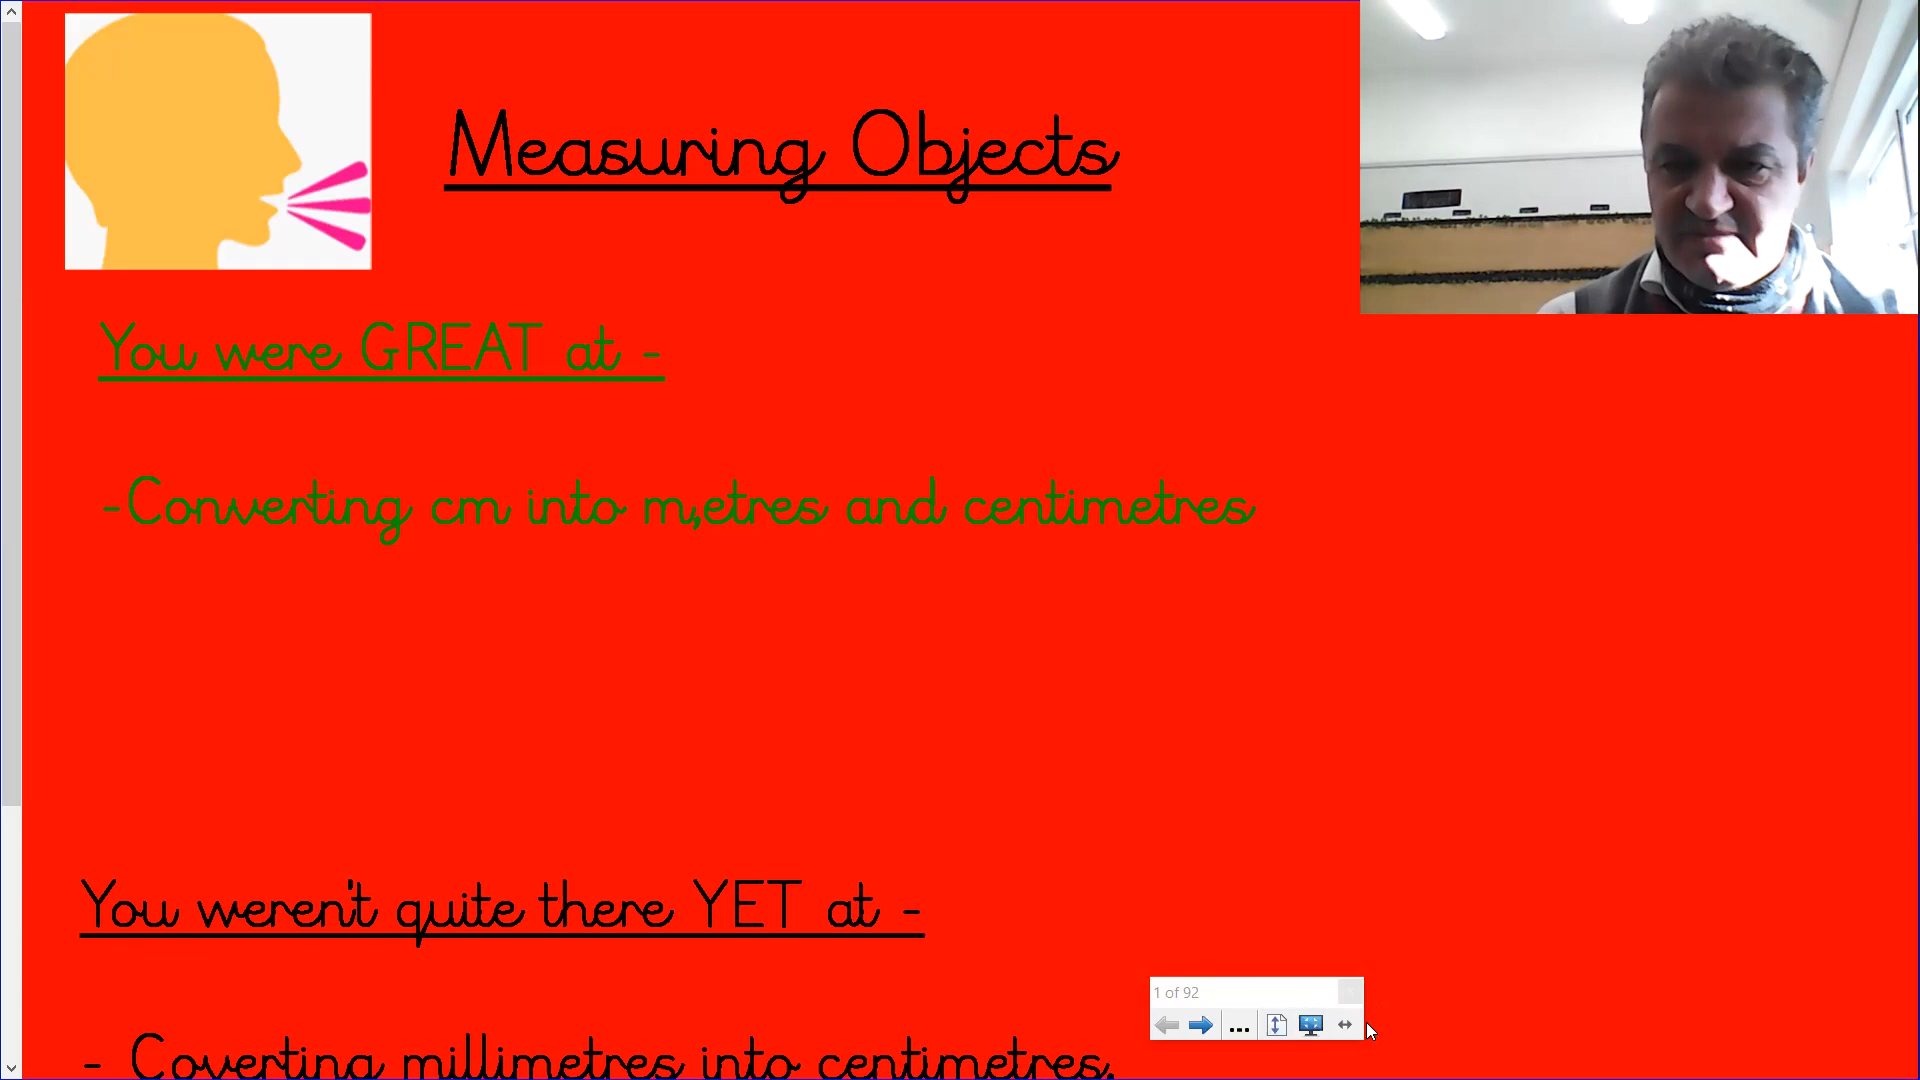 Measuring Objects
You were GREAT at -
-Converting cm into m,etres and centimetres
You weren't quite there YET at -
- Coverting millimetres into centimetres.
1 of 92